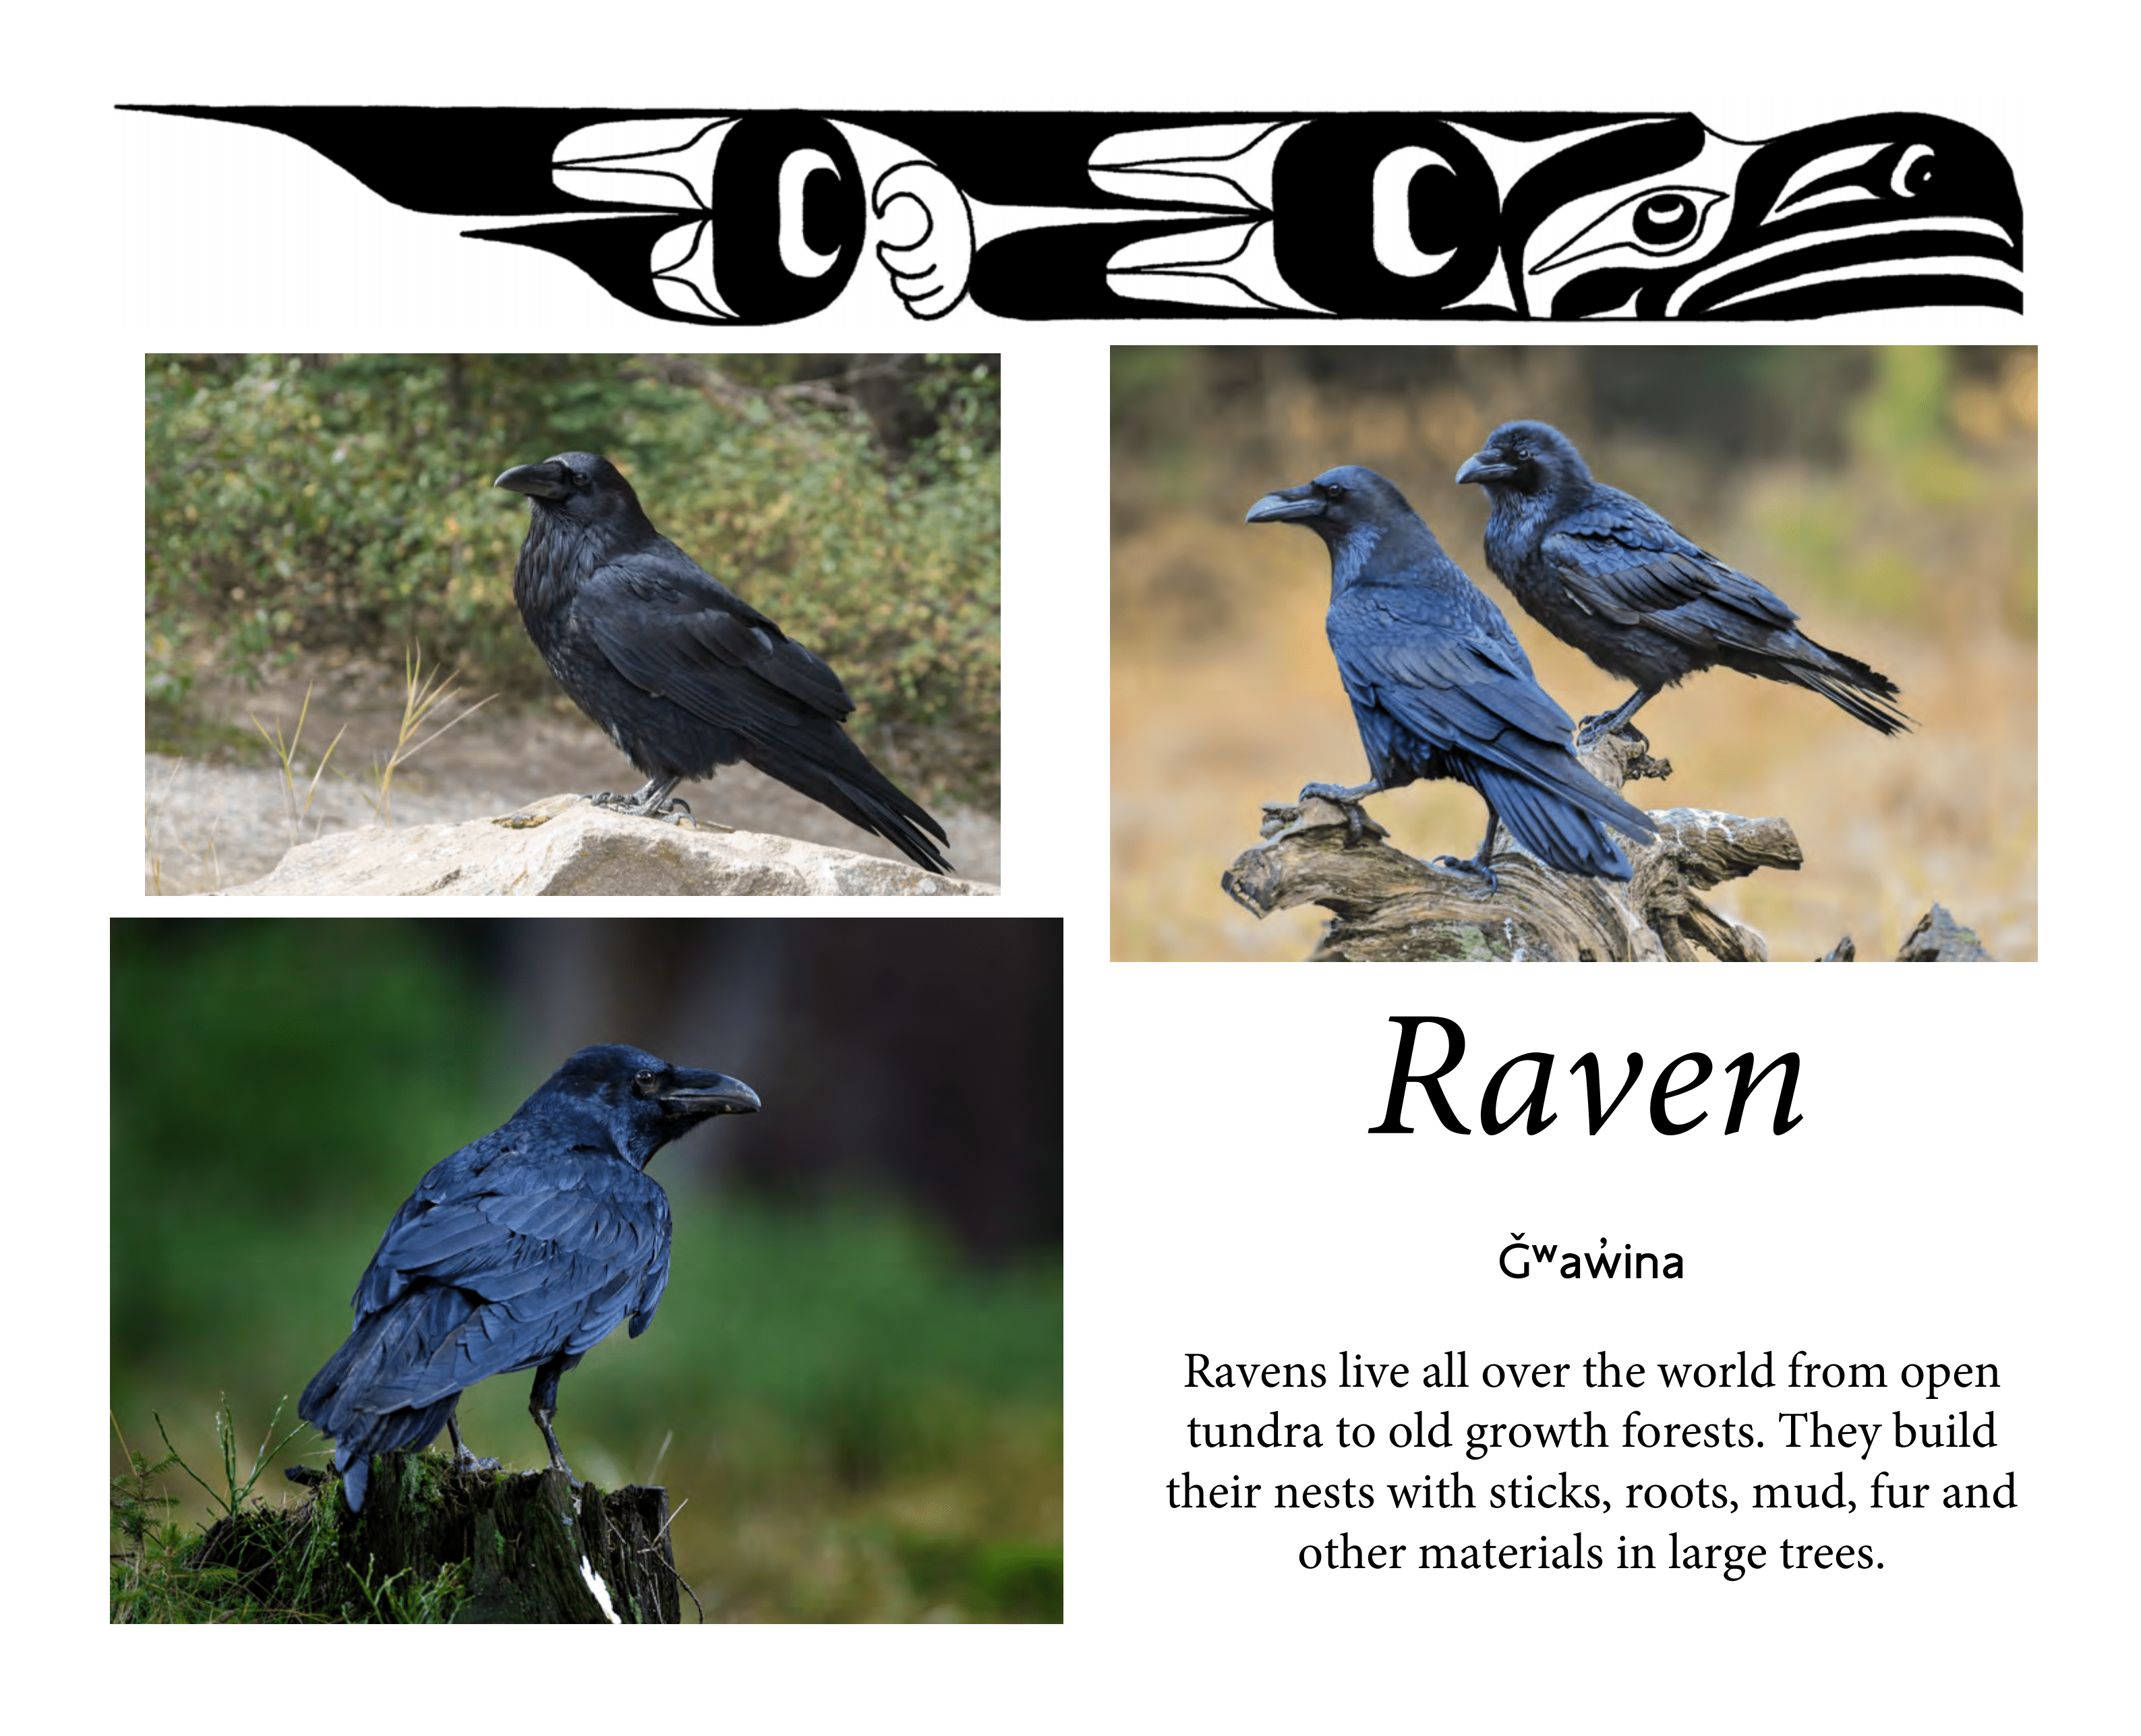 Raven
Ǧʷaw̓ina
Ravens live all over the world from open
tundra to old growth forests. They build
their nests with sticks, roots, mud, fur and
other materials in large trees.